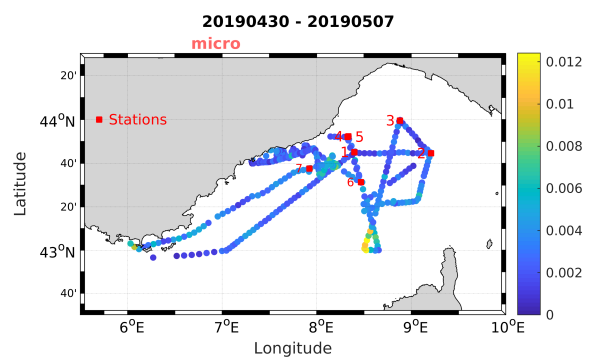 20190430 - 20190507
micro
20'
44°N
40'
20'
43°N
40'
Latitude
6°E
7°E
8°E
9°E
10°E
Longitude
Stations
3
4
5
1
2
7
6
0.012
0.01
0.008
0.006
0.004
0.002
0